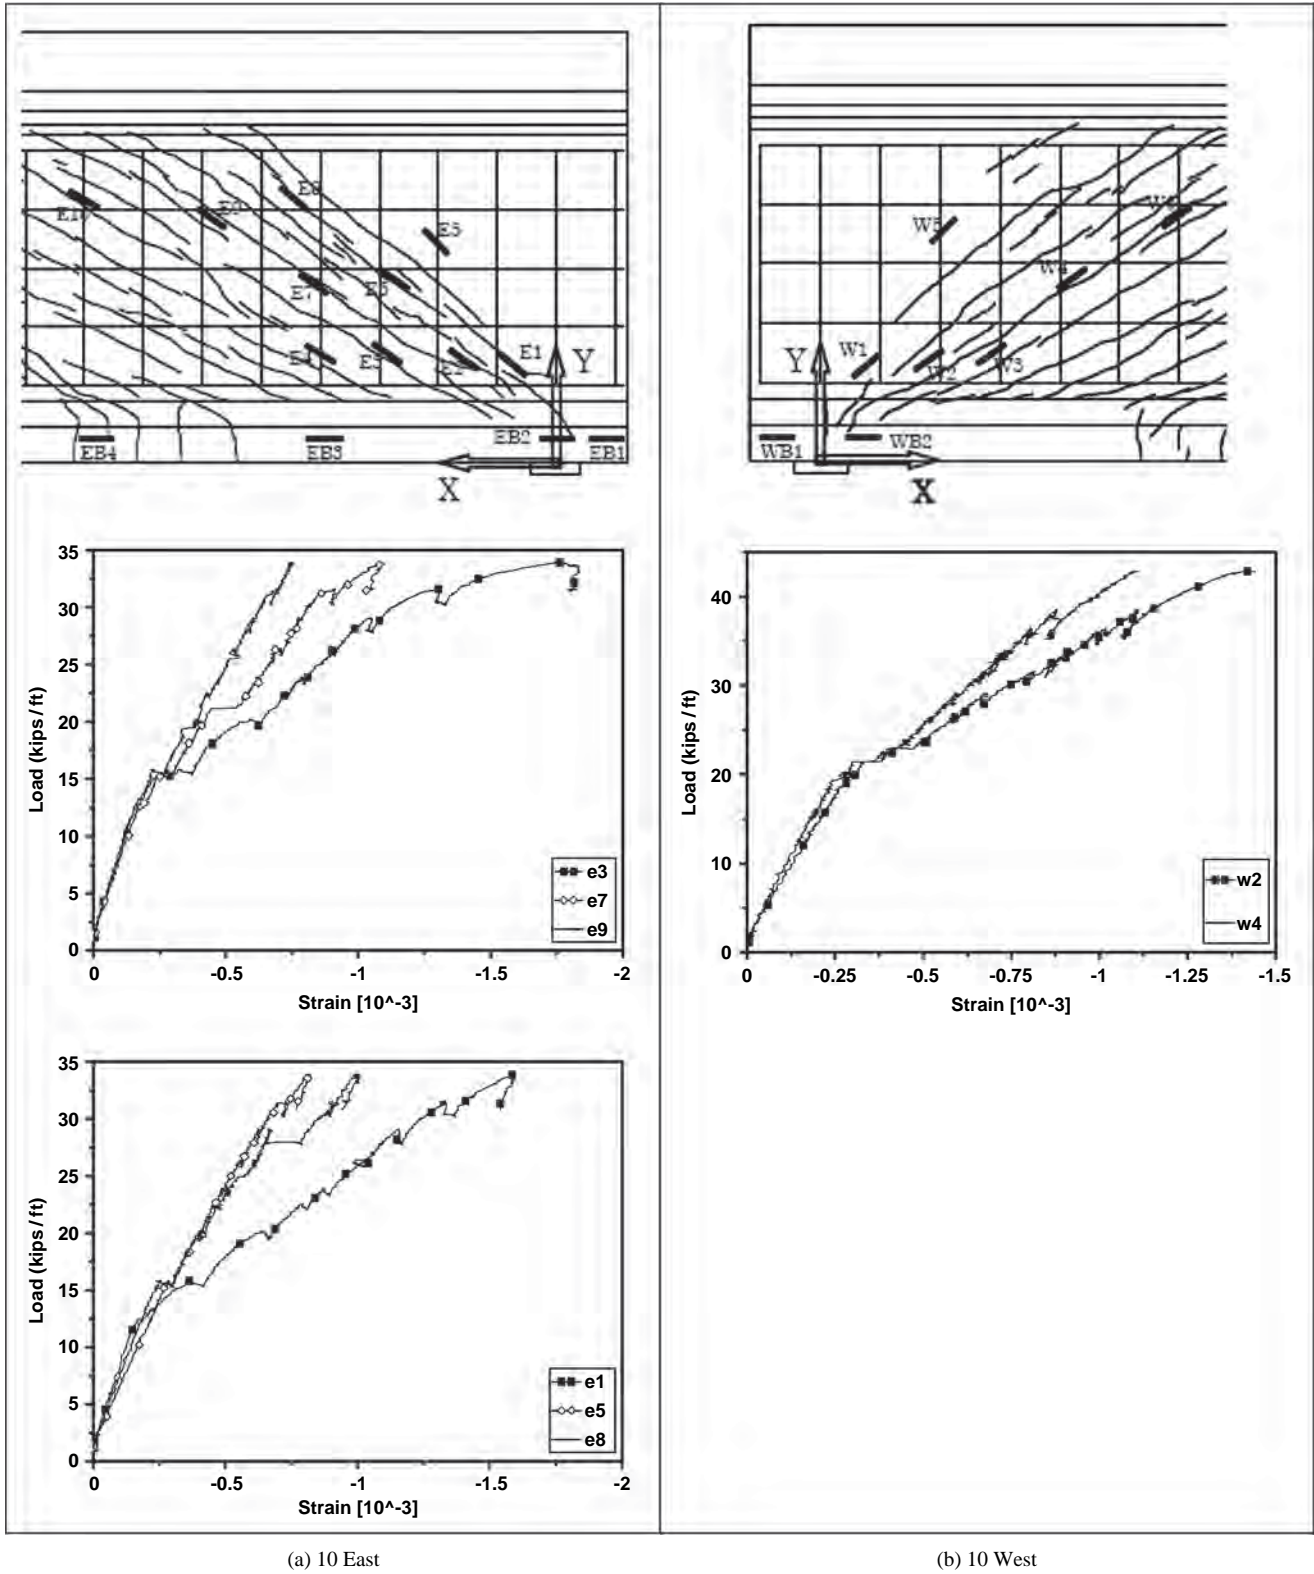 E8
E10
E9
E5
E7
E6
E4
E3
E2
E1
Y
EB4
EB3
EB2
EB1
X
W5
W4
W1
W2
W3
Y
WB1
WB2
X
35
30
25
20
15
10
5
0
Load (kips / ft)
0
-0.5
-1
-1.5
-2
Strain [10^-3]
e3
e7
e9
40
30
20
10
0
Load (kips / ft)
0
-0.25
-0.5
-0.75
-1
-1.25
-1.5
Strain [10^-3]
w2
w4
35
30
25
20
15
10
5
0
Load (kips / ft)
0
-0.5
-1
-1.5
-2
Strain [10^-3]
e1
e5
e8
(a) 10 East
(b) 10 West